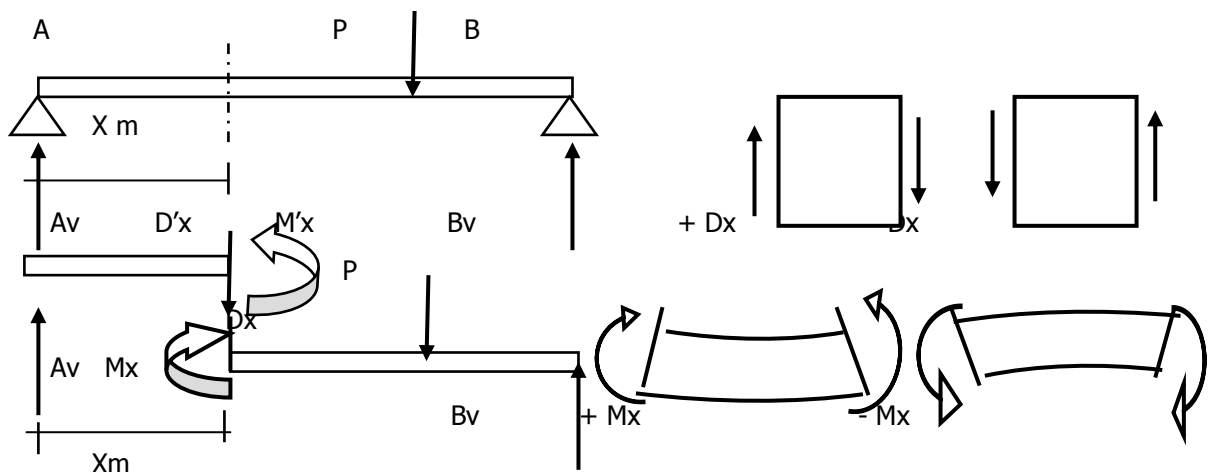 A P B
X m
Av D’x M’x Bv + Dx Dx
P
Dx
Av Mx
Bv + Mx - Mx
Xm